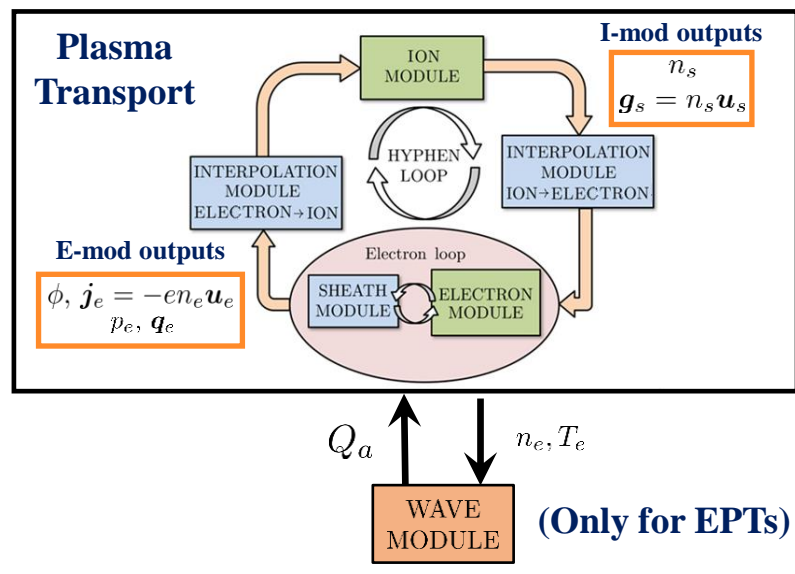 Plasma
Transport
I-mod outputs
n_s
g_s = n_s u_s
ION
MODULE
HYPHEN
LOOP
INTERPOLATION
MODULE
ELECTRON→ION
INTERPOLATION
MODULE
ION→ELECTRON
E-mod outputs
ϕ, j_e = −en_e u_e
p_e, q_e
Electron loop
SHEATH
MODULE
ELECTRON
MODULE
Q_a
n_e, T_e
WAVE
MODULE
(Only for EPTs)